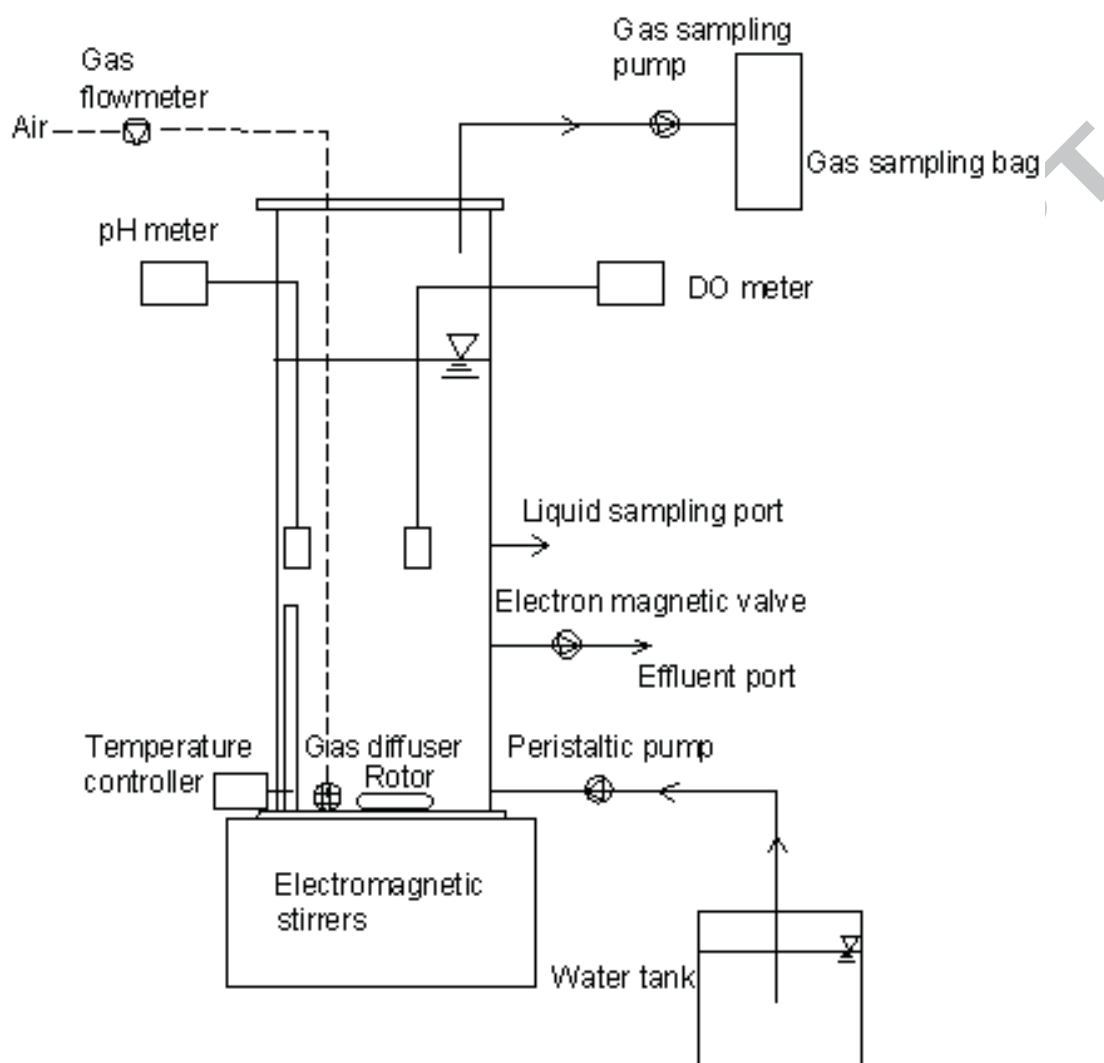 Gas sampling
pump
Gas
flowmeter
Air
Gas sampling bag
pH meter
DO meter
Liquid sampling port
Electron magnetic valve
Effluent port
Temperature
controller
Gias diffuser
Rotor
Peristaltic pump
Electromagnetic
stirrers
Water tank
T